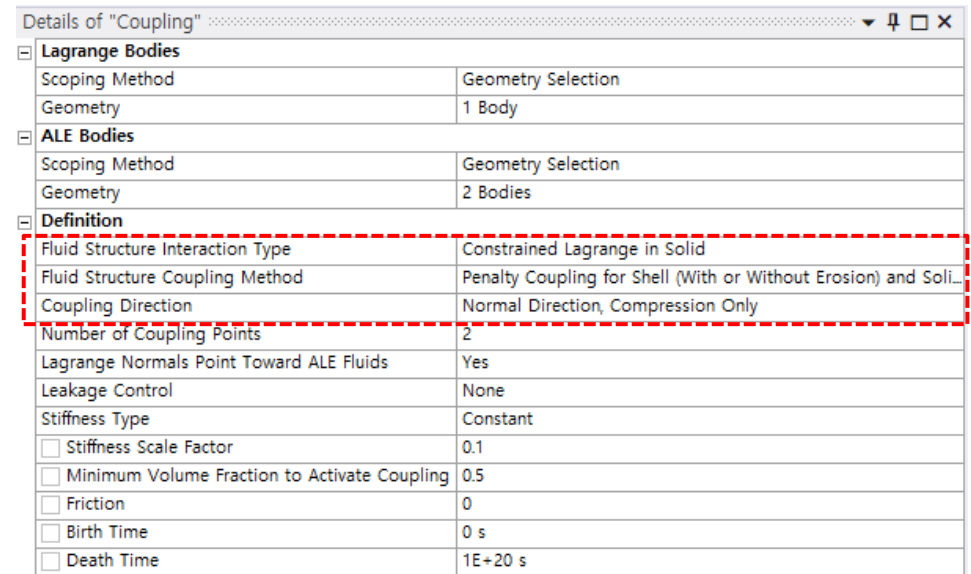 Details of "Coupling"
Lagrange Bodies
Scoping Method Geometry Selection
Geometry 1 Body
ALE Bodies
Scoping Method Geometry Selection
Geometry 2 Bodies
Definition
Fluid Structure Interaction Type Constrained Lagrange in Solid
Fluid Structure Coupling Method Penalty Coupling for Shell (With or Without Erosion) and Soli...
Coupling Direction Normal Direction, Compression Only
Number of Coupling Points 2
Lagrange Normals Point Toward ALE Fluids Yes
Leakage Control None
Stiffness Type Constant
Stiffness Scale Factor 0.1
Minimum Volume Fraction to Activate Coupling 0.5
Friction 0
Birth Time 0 s
Death Time 1E+20 s